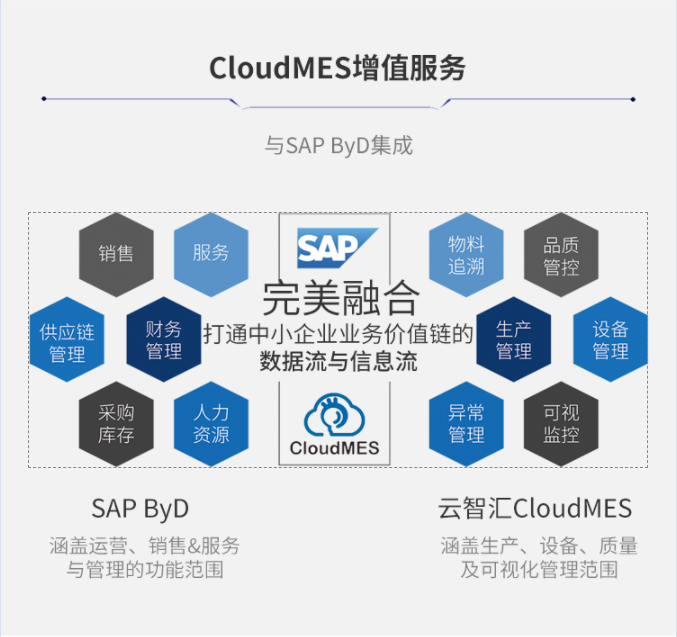 CloudMES增值服务
与SAP ByD集成
销售
服务
供应链
管理
财务
管理
采购
库存
人力
资源
SAP
完美融合
打通中小企业业务价值链的
数据流与信息流
CloudMES
物料
追溯
品质
管控
生产
管理
设备
管理
异常
管理
可视
监控
SAP ByD
涵盖运营、销售&服务
与管理的功能范围
云智汇CloudMES
涵盖生产、设备、质量
及可视化管理范围